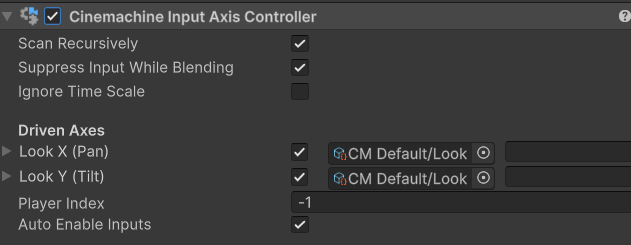 Cinemachine Input Axis Controller
Scan Recursively
Suppress Input While Blending
Ignore Time Scale
Driven Axes
Look X (Pan) CM Default/Look
Look Y (Tilt) CM Default/Look
Player Index -1
Auto Enable Inputs